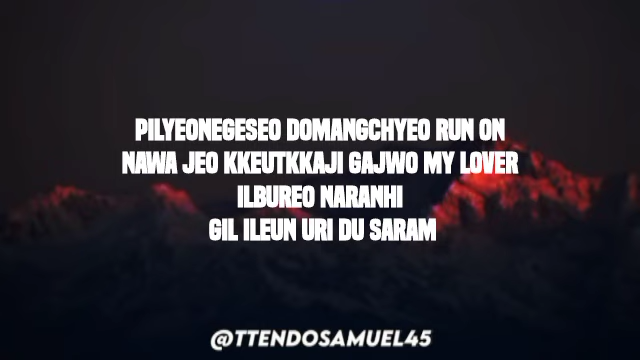 PILYEONEGESEO DOMANGCHYEO RUN ON
NAWA JEO KKEUTKKAJI GAJWO MY LOVER
ILBUREO NARANHI
GIL ILEUN URI DU SARAM
@TTENDOSAMUEL45